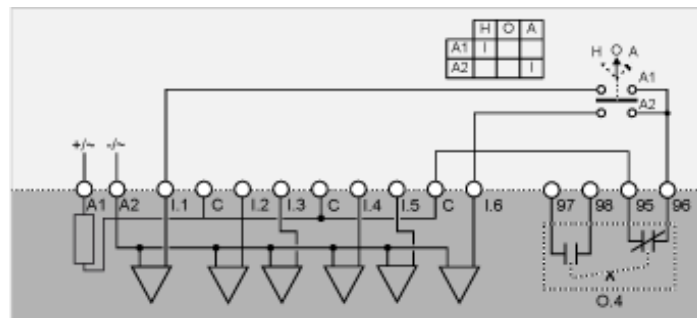 H O A
A1 I
A2 I
H O A
A1
A2
+/~ -/~
A1 A2 I.1 C I.2 I.3 C I.4 I.5 C I.6 97 98 95 96
x
O.4